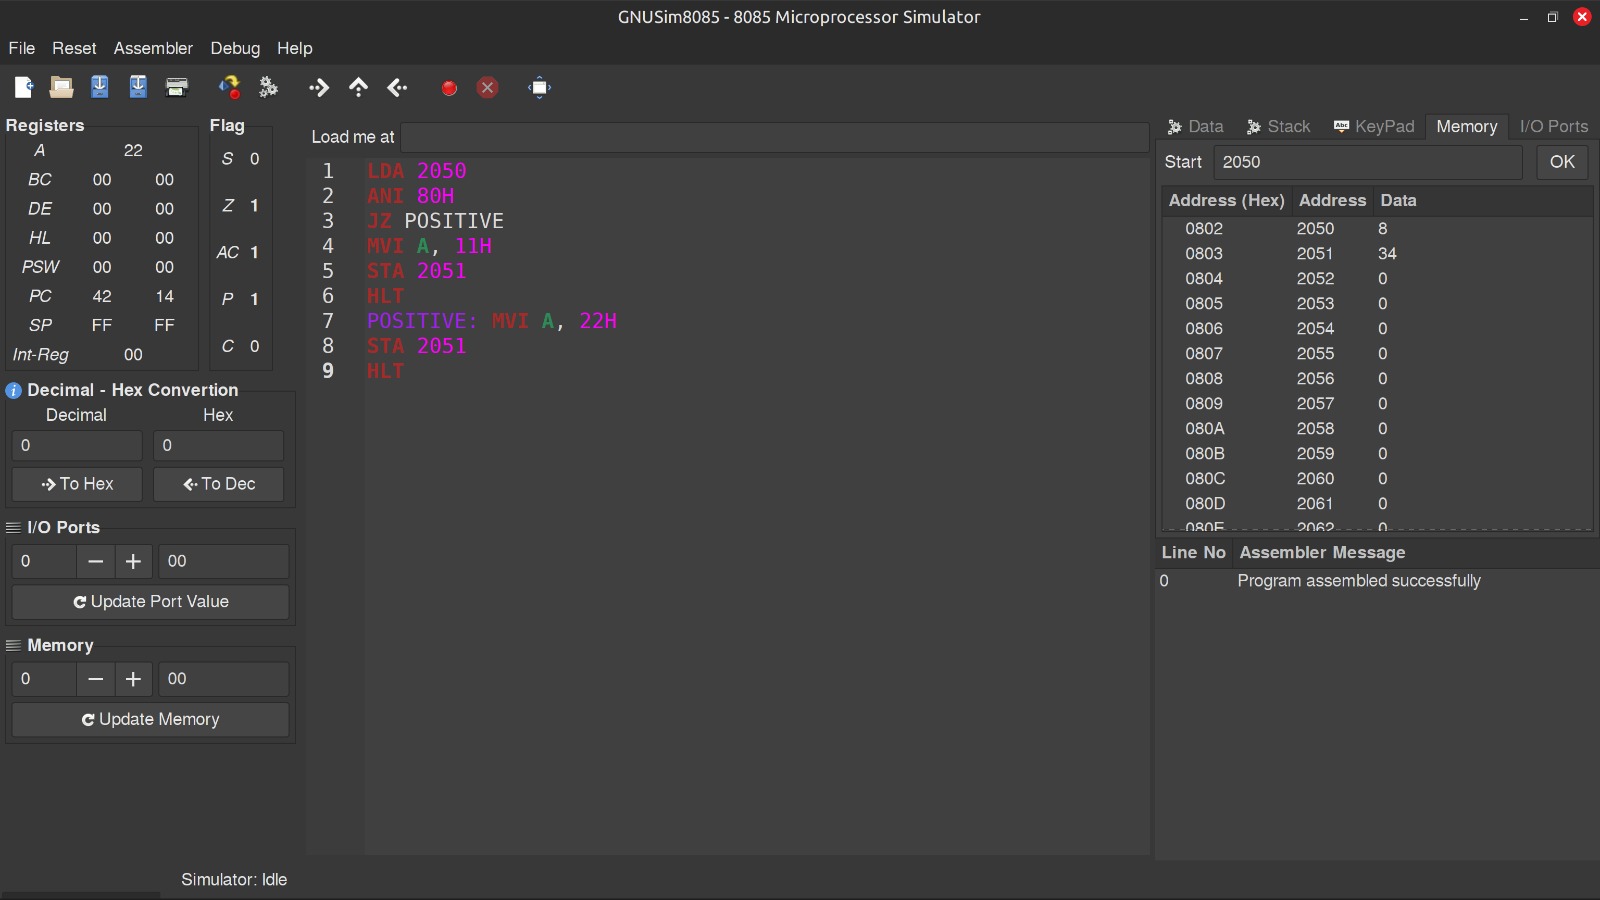 GNUSim8085 - 8085 Microprocessor Simulator
File Reset Assembler Debug Help
Registers
A 22
BC 00 00
DE 00 00
HL 00 00
PSW 00 00
PC 42 14
SP FF FF
Int-Reg 00
Flag
S 0
Z 1
AC 1
P 1
C 0
Decimal - Hex Convertion
Decimal Hex
0 0
To Hex To Dec
I/O Ports
0 − + 00
Update Port Value
Memory
0 − + 00
Update Memory
Simulator: Idle
Load me at
1 LDA 2050
2 ANI 80H
3 JZ POSITIVE
4 MVI A, 11H
5 STA 2051
6 HLT
7 POSITIVE: MVI A, 22H
8 STA 2051
9 HLT
Data Stack KeyPad Memory I/O Ports
Start 2050 OK
Address (Hex) Address Data
0802 2050 8
0803 2051 34
0804 2052 0
0805 2053 0
0806 2054 0
0807 2055 0
0808 2056 0
0809 2057 0
080A 2058 0
080B 2059 0
080C 2060 0
080D 2061 0
080E 2062 0
Line No Assembler Message
0 Program assembled successfully